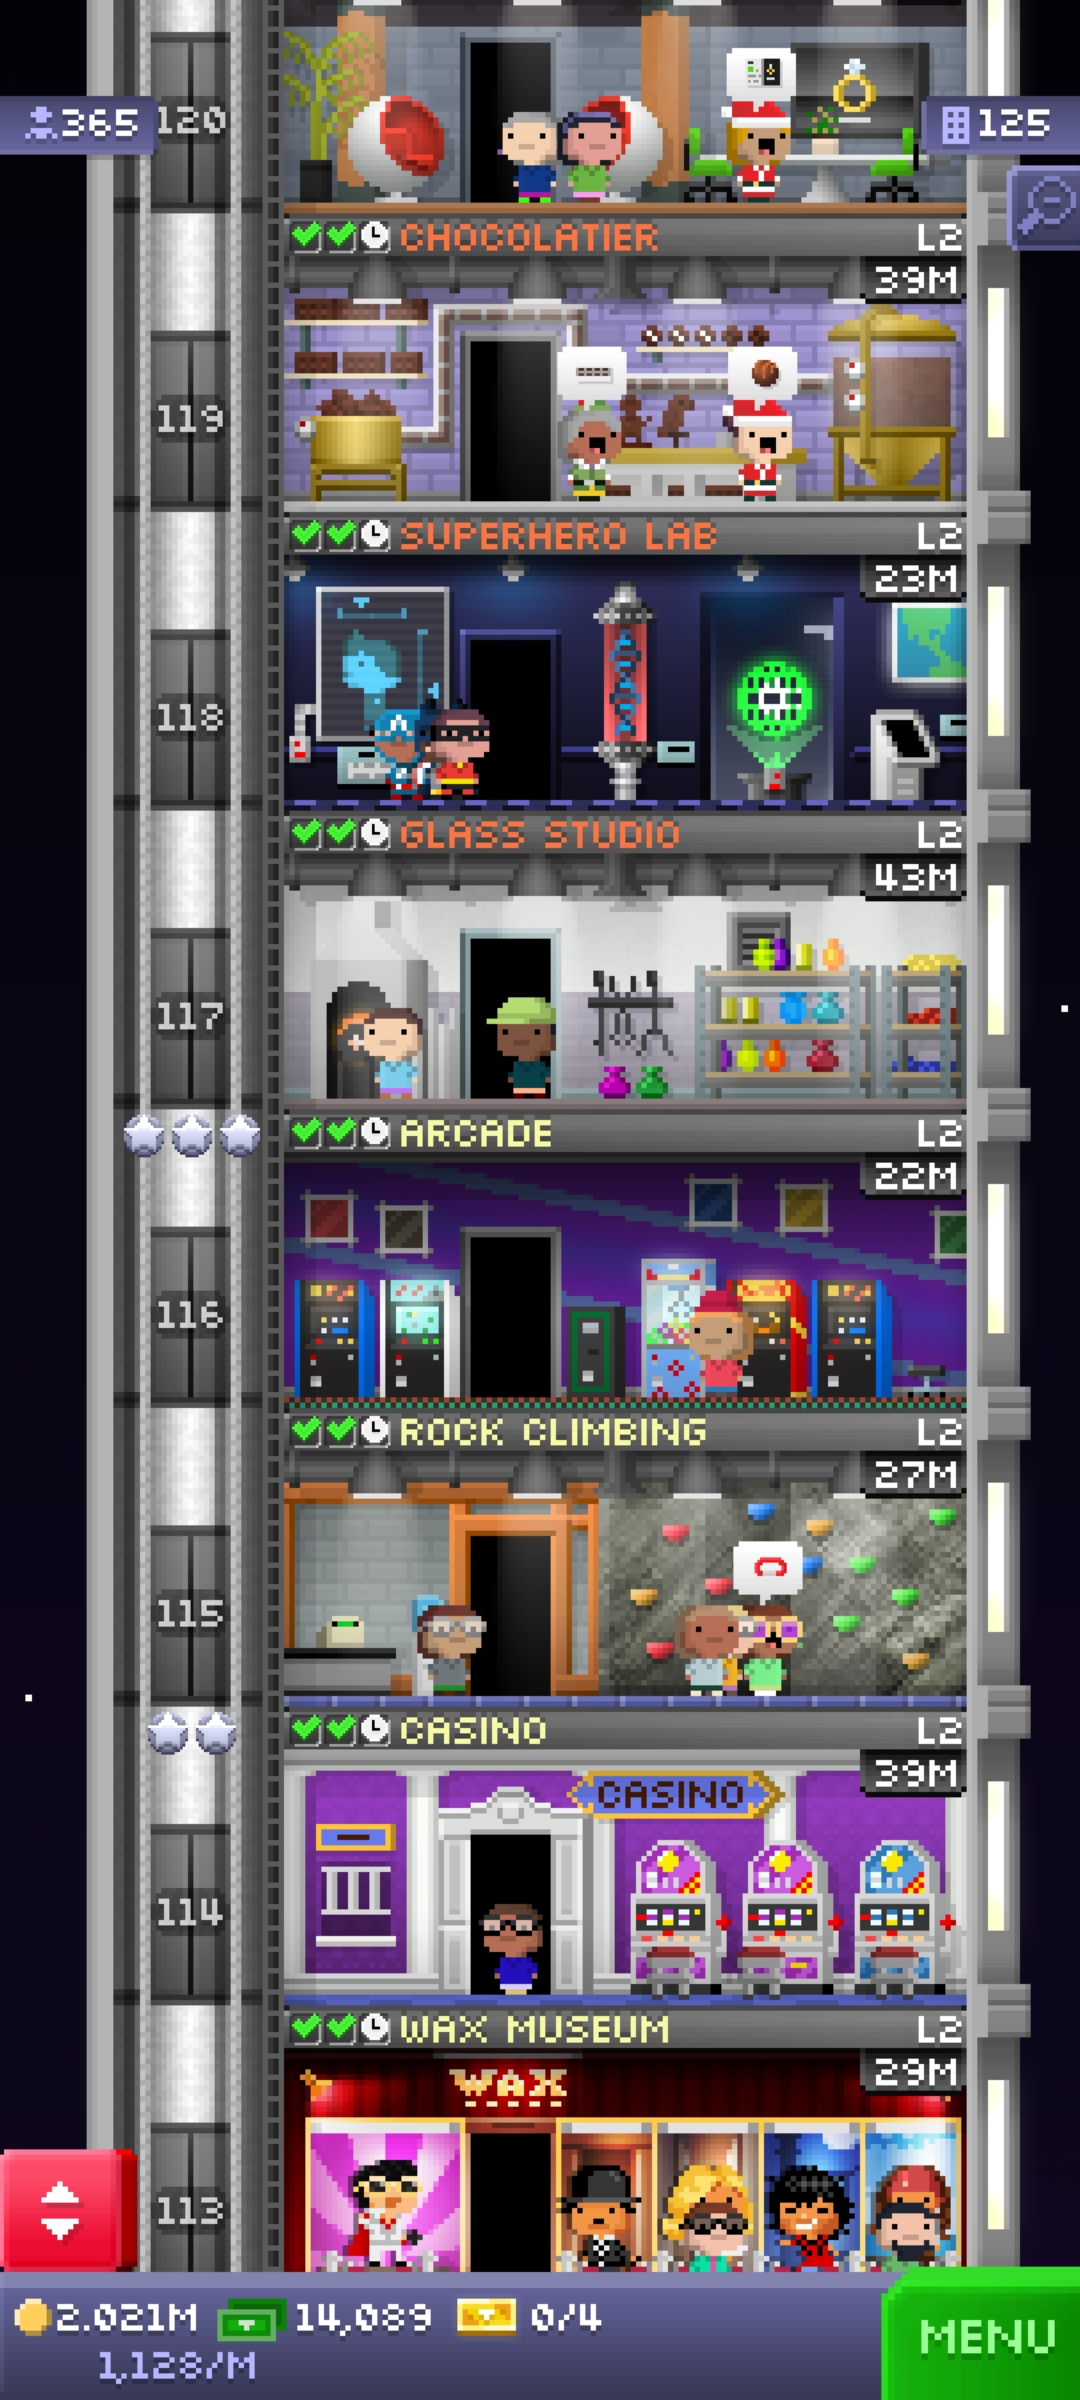 365
120
125
CHOCOLATIER L2
39M
119
SUPERHERO LAB L2
23M
118
GLASS STUDIO L2
43M
117
ARCADE L2
22M
116
ROCK CLIMBING L2
27M
115
CASINO L2
39M
CASINO
114
WAX MUSEUM L2
29M
WAX
113
2.021M 14,089 0/4
1,128/M
MENU